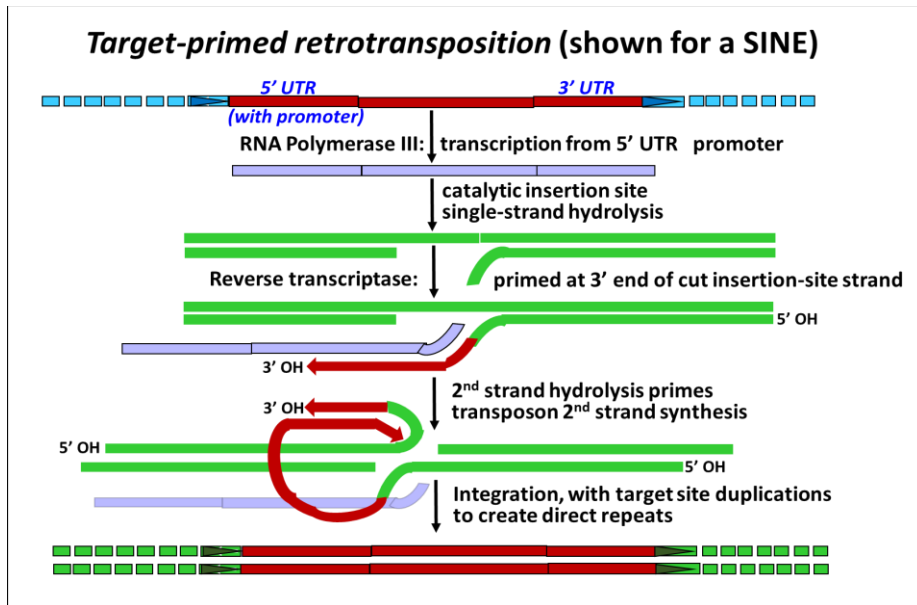 Target-primed retrotransposition (shown for a SINE)
5’ UTR
3’ UTR
(with promoter)
RNA Polymerase III: transcription from 5’ UTR promoter
catalytic insertion site
single-strand hydrolysis
Reverse transcriptase: primed at 3’ end of cut insertion-site strand
5’ OH
3’ OH
2nd strand hydrolysis primes
transposon 2nd strand synthesis
3’ OH
5’ OH
5’ OH
Integration, with target site duplications
to create direct repeats